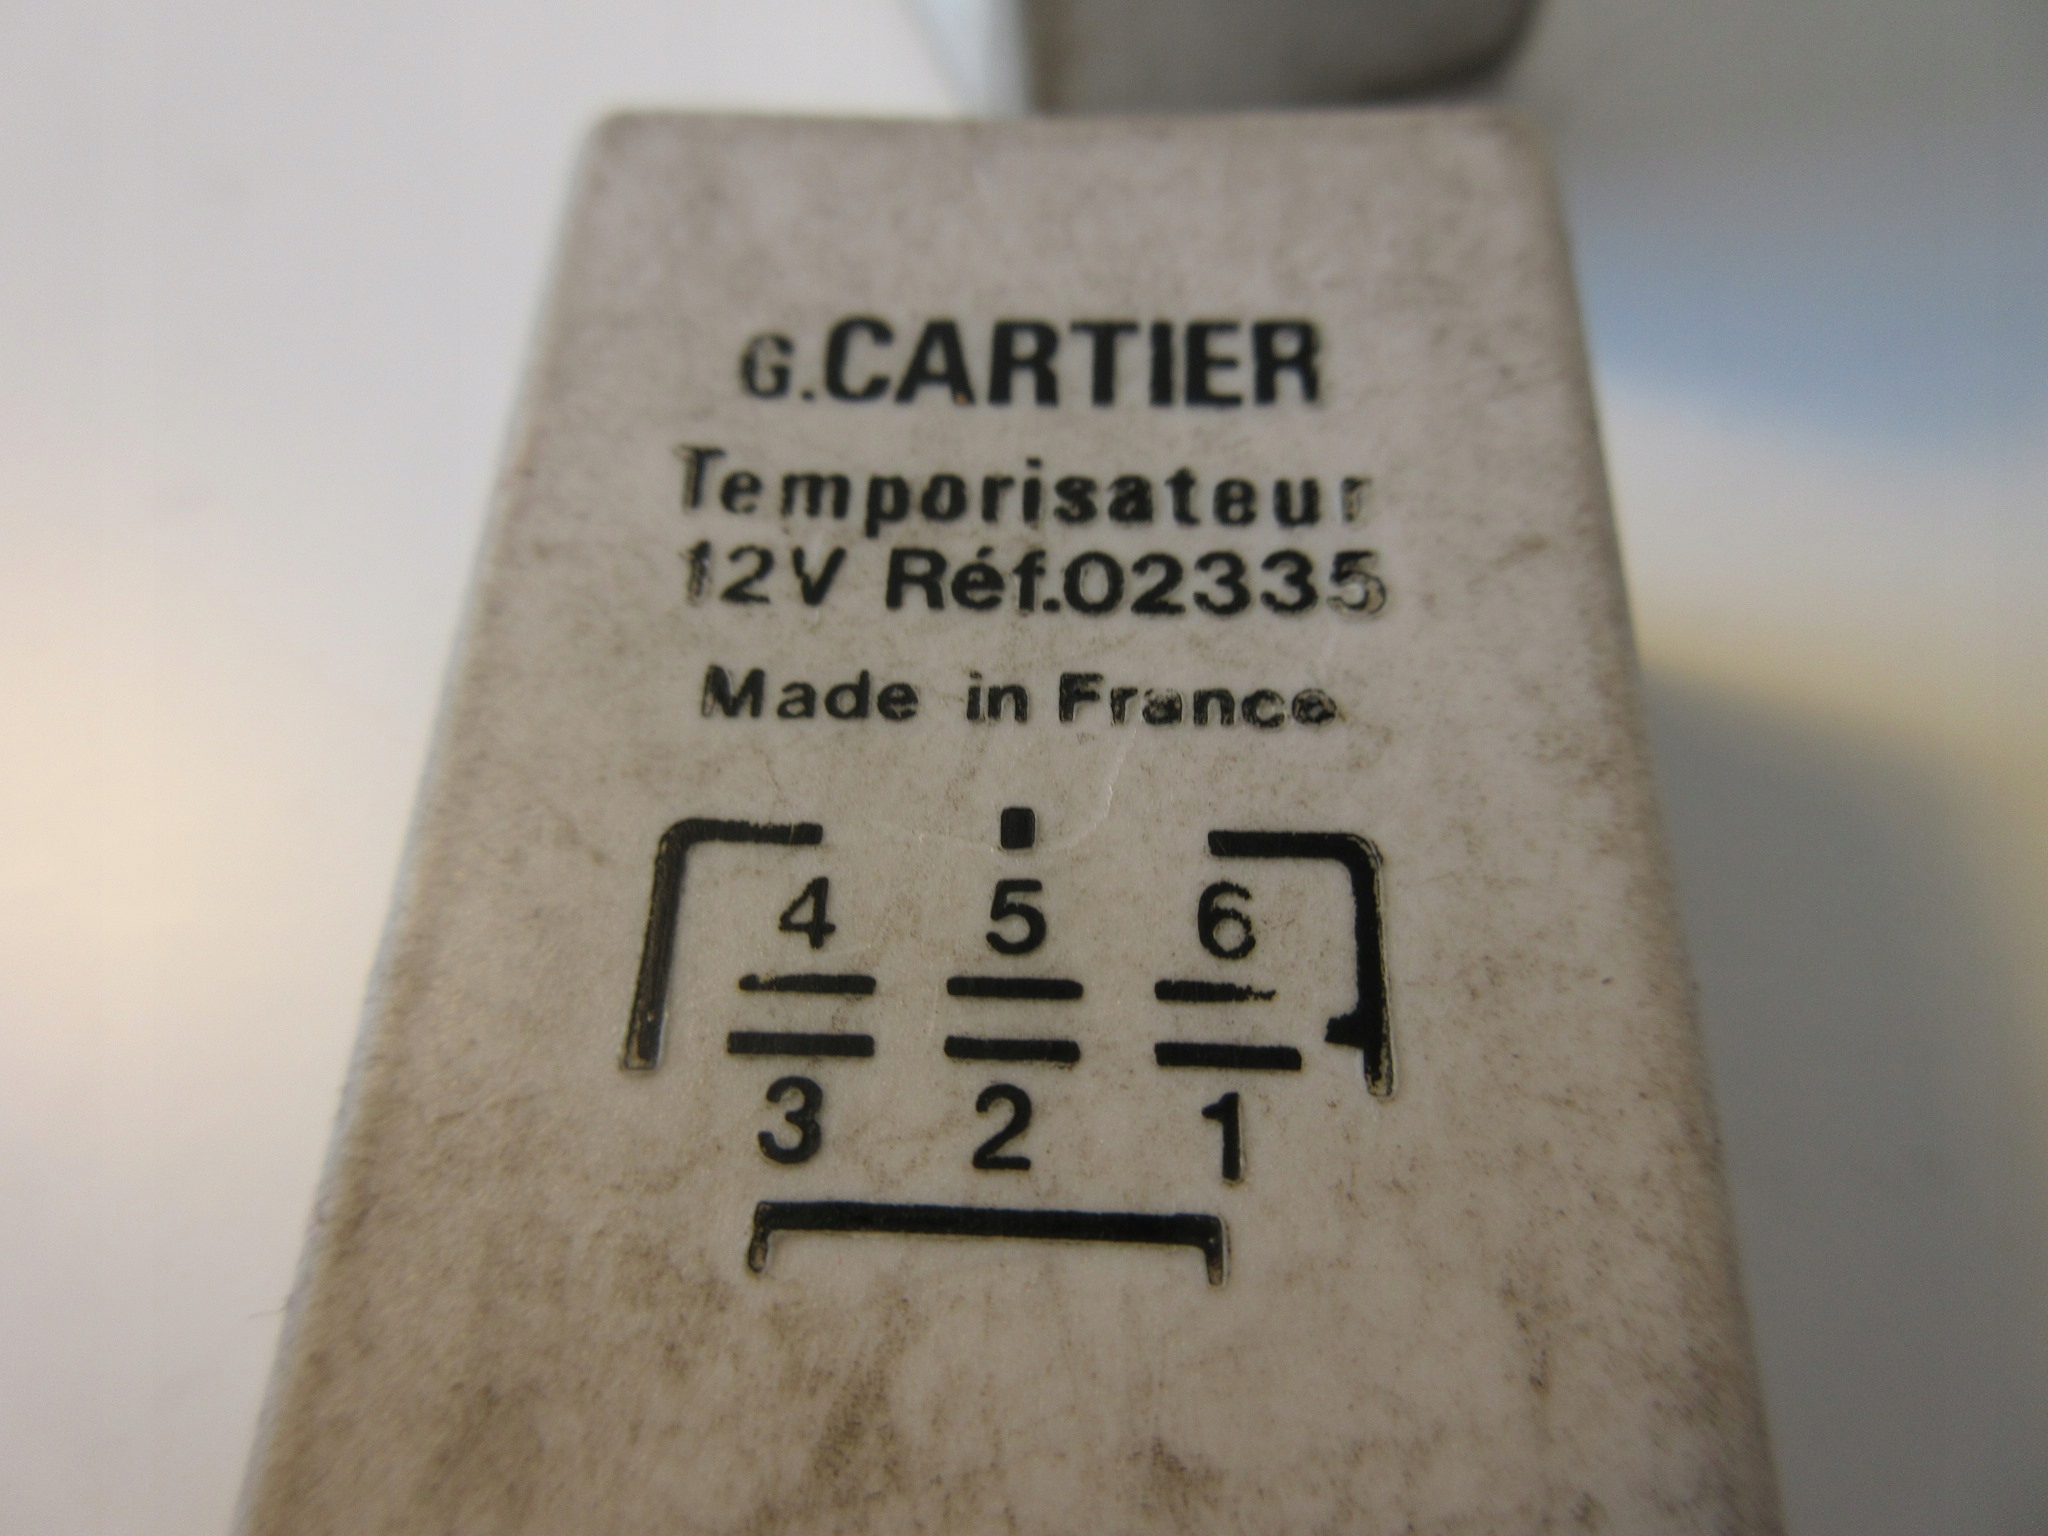 G.CARTIER
Temporisateur
12V Réf.02335
Made in France
4 5 6
3 2 1